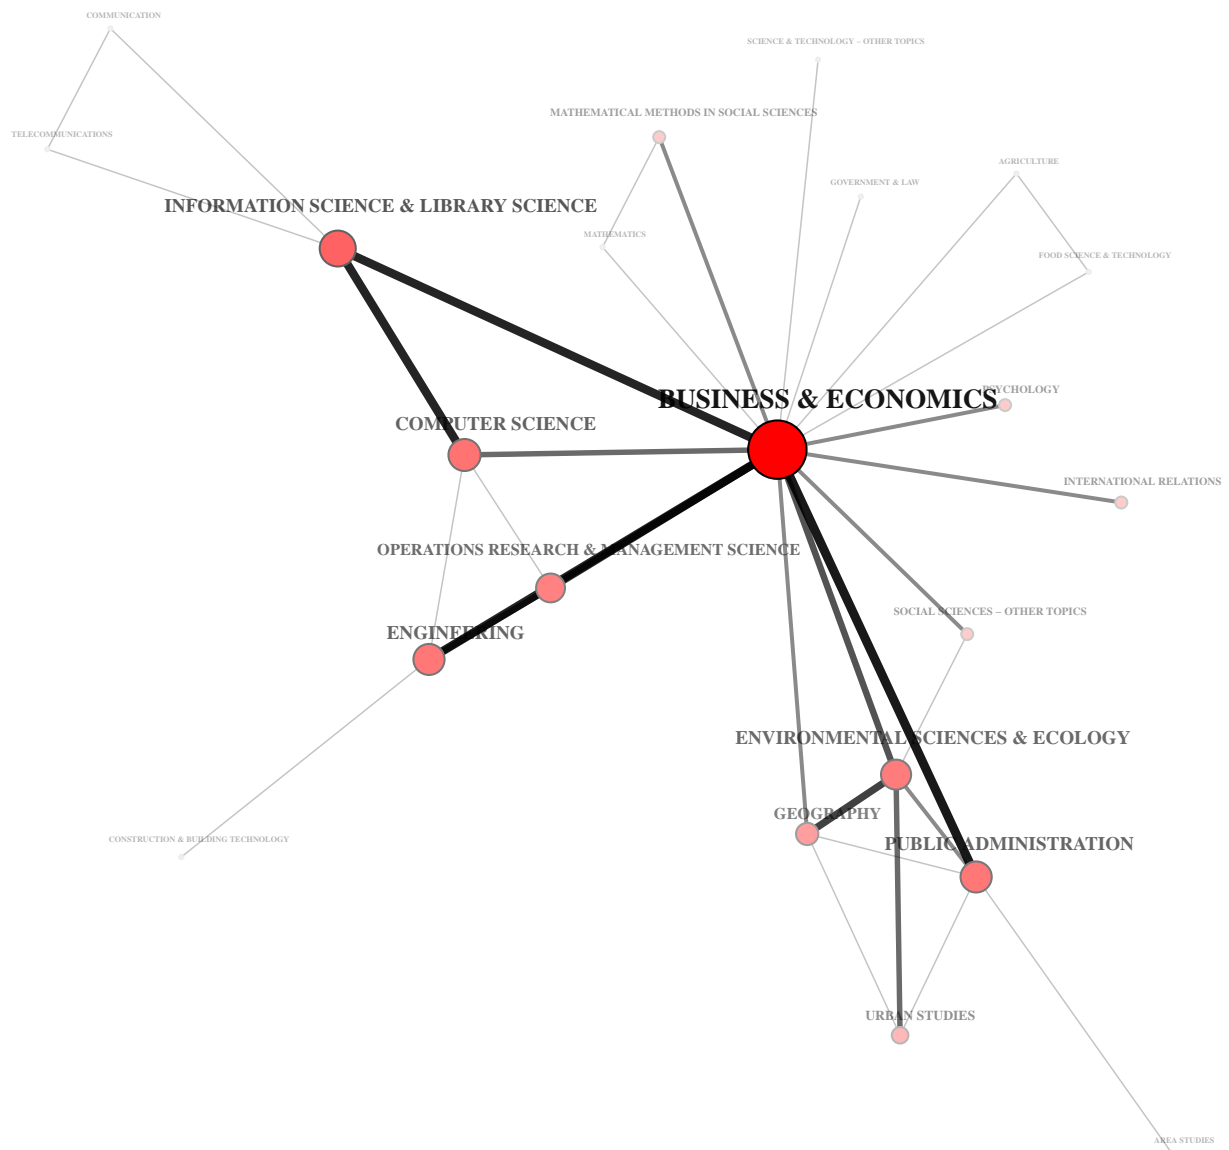 COMMUNICATION
SCIENCE & TECHNOLOGY – OTHER TOPICS
MATHEMATICAL METHODS IN SOCIAL SCIENCES
TELECOMMUNICATIONS
AGRICULTURE
GOVERNMENT & LAW
INFORMATION SCIENCE & LIBRARY SCIENCE
MATHEMATICS
FOOD SCIENCE & TECHNOLOGY
PSYCHOLOGY
BUSINESS & ECONOMICS
COMPUTER SCIENCE
INTERNATIONAL RELATIONS
OPERATIONS RESEARCH & MANAGEMENT SCIENCE
SOCIAL SCIENCES – OTHER TOPICS
ENGINEERING
ENVIRONMENTAL SCIENCES & ECOLOGY
GEOGRAPHY
CONSTRUCTION & BUILDING TECHNOLOGY
PUBLIC ADMINISTRATION
URBAN STUDIES
AREA STUDIES